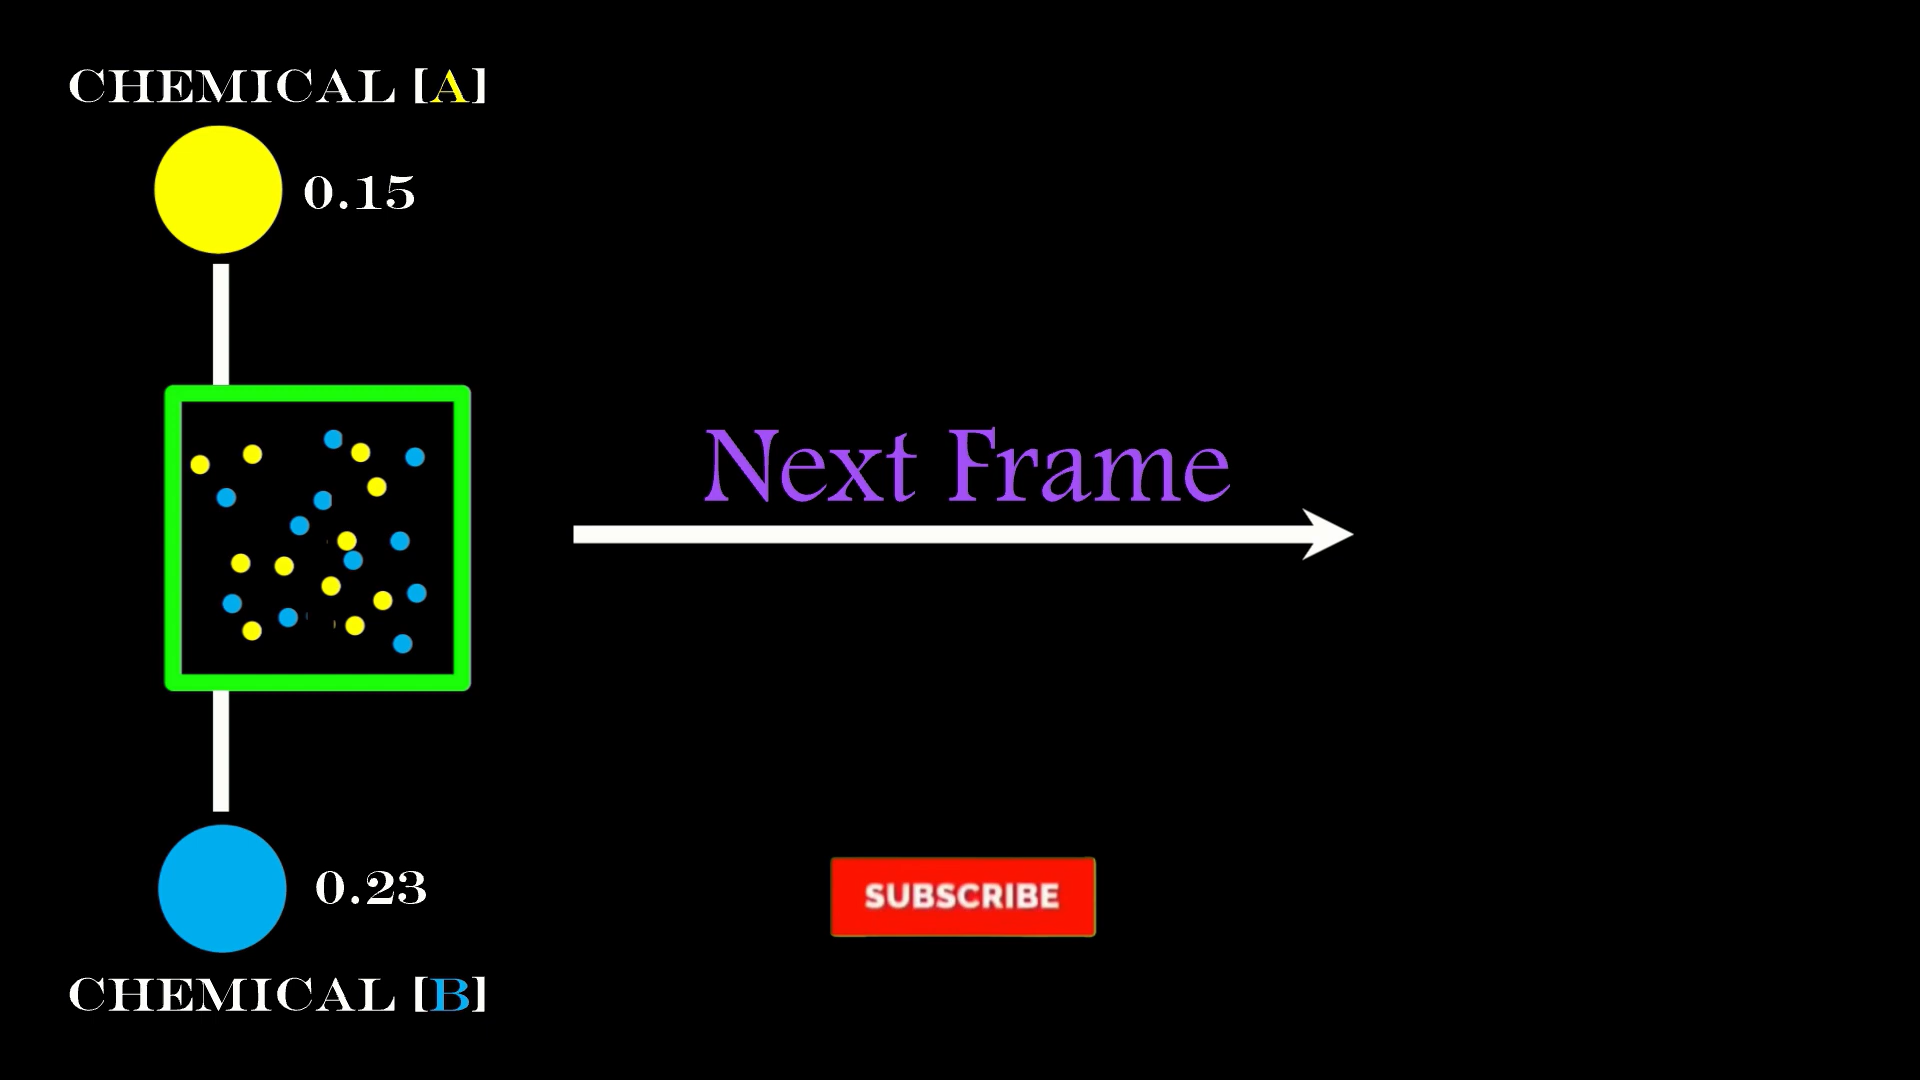 CHEMICAL [A]
0.15
Next Frame
0.23
SUBSCRIBE
CHEMICAL [B]